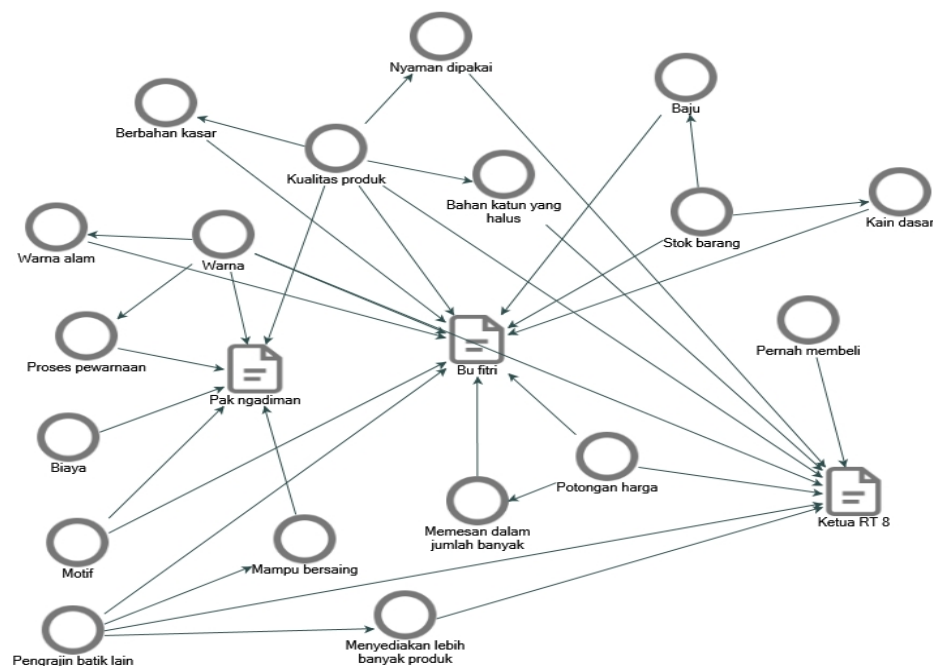 Nyaman dipakai
Baju
Berbahan kasar
Kualitas produk
Bahan katun yang
halus
Stok barang
Kain dasar
Warna alam
Warna
Proses pewarnaan
Pak ngadiman
Bu fitri
Pernah membeli
Biaya
Potongan harga
Memesan dalam
jumlah banyak
Ketua RT 8
Motif
Mampu bersaing
Pengrajin batik lain
Menyediakan lebih
banyak produk